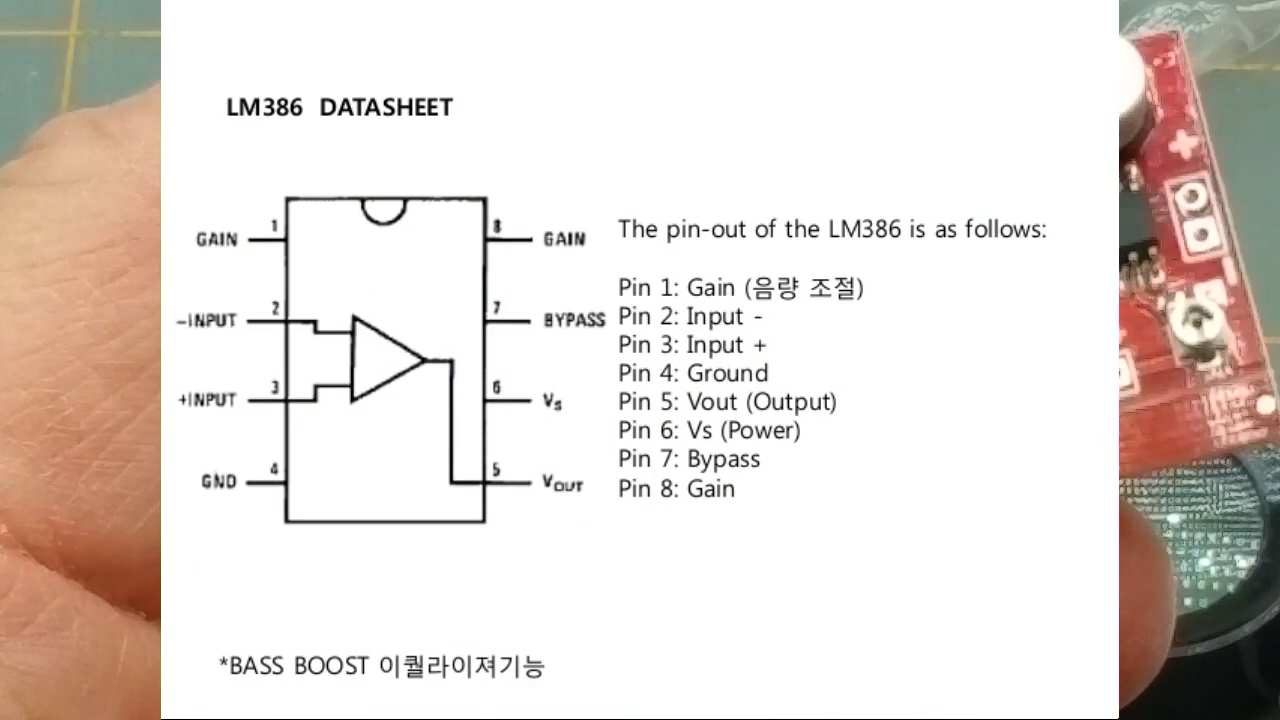 LM386 DATASHEET
GAIN 1
8 GAIN
The pin-out of the LM386 is as follows:
Pin 1: Gain (음량 조절)
−INPUT 2
7 BYPASS
Pin 2: Input -
Pin 3: Input +
+INPUT 3
6 VS
Pin 4: Ground
Pin 5: Vout (Output)
Pin 6: Vs (Power)
Pin 7: Bypass
GND 4
5 VOUT
Pin 8: Gain
*BASS BOOST 이퀄라이져기능